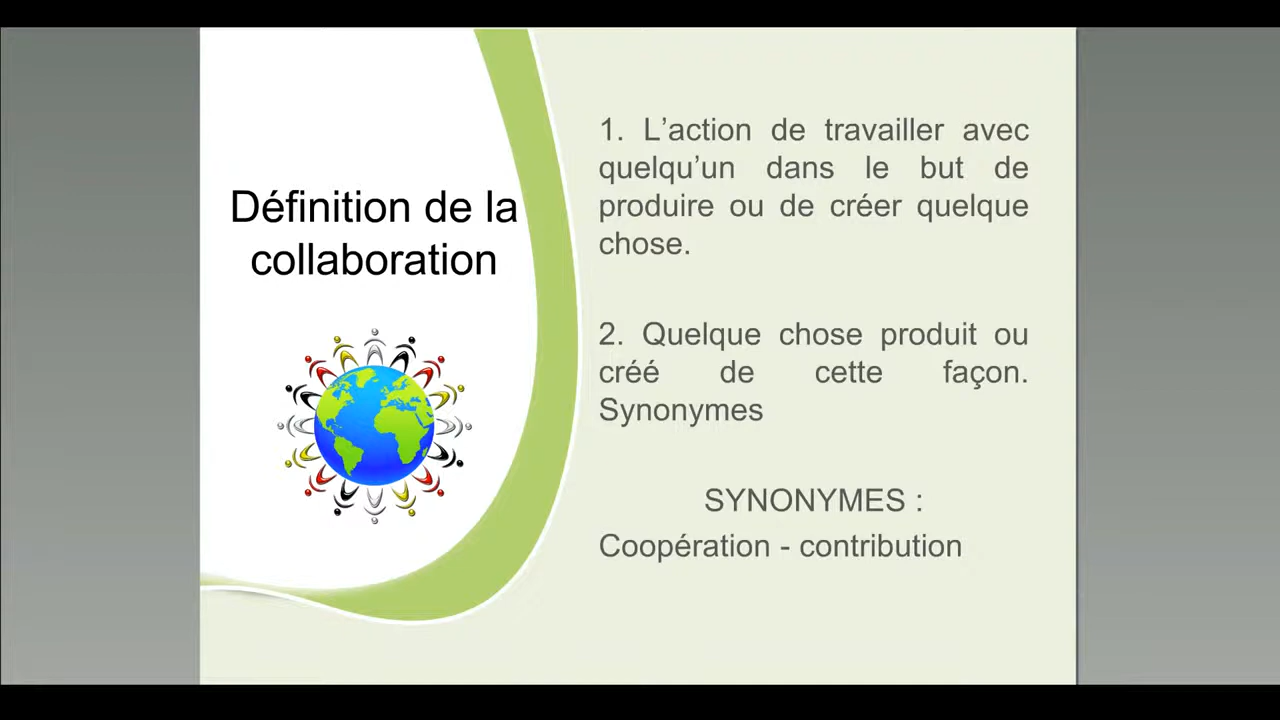 Définition de la
collaboration
1. L’action de travailler avec
quelqu’un dans le but de
produire ou de créer quelque
chose.
2. Quelque chose produit ou
créé de cette façon.
Synonymes
SYNONYMES :
Coopération - contribution